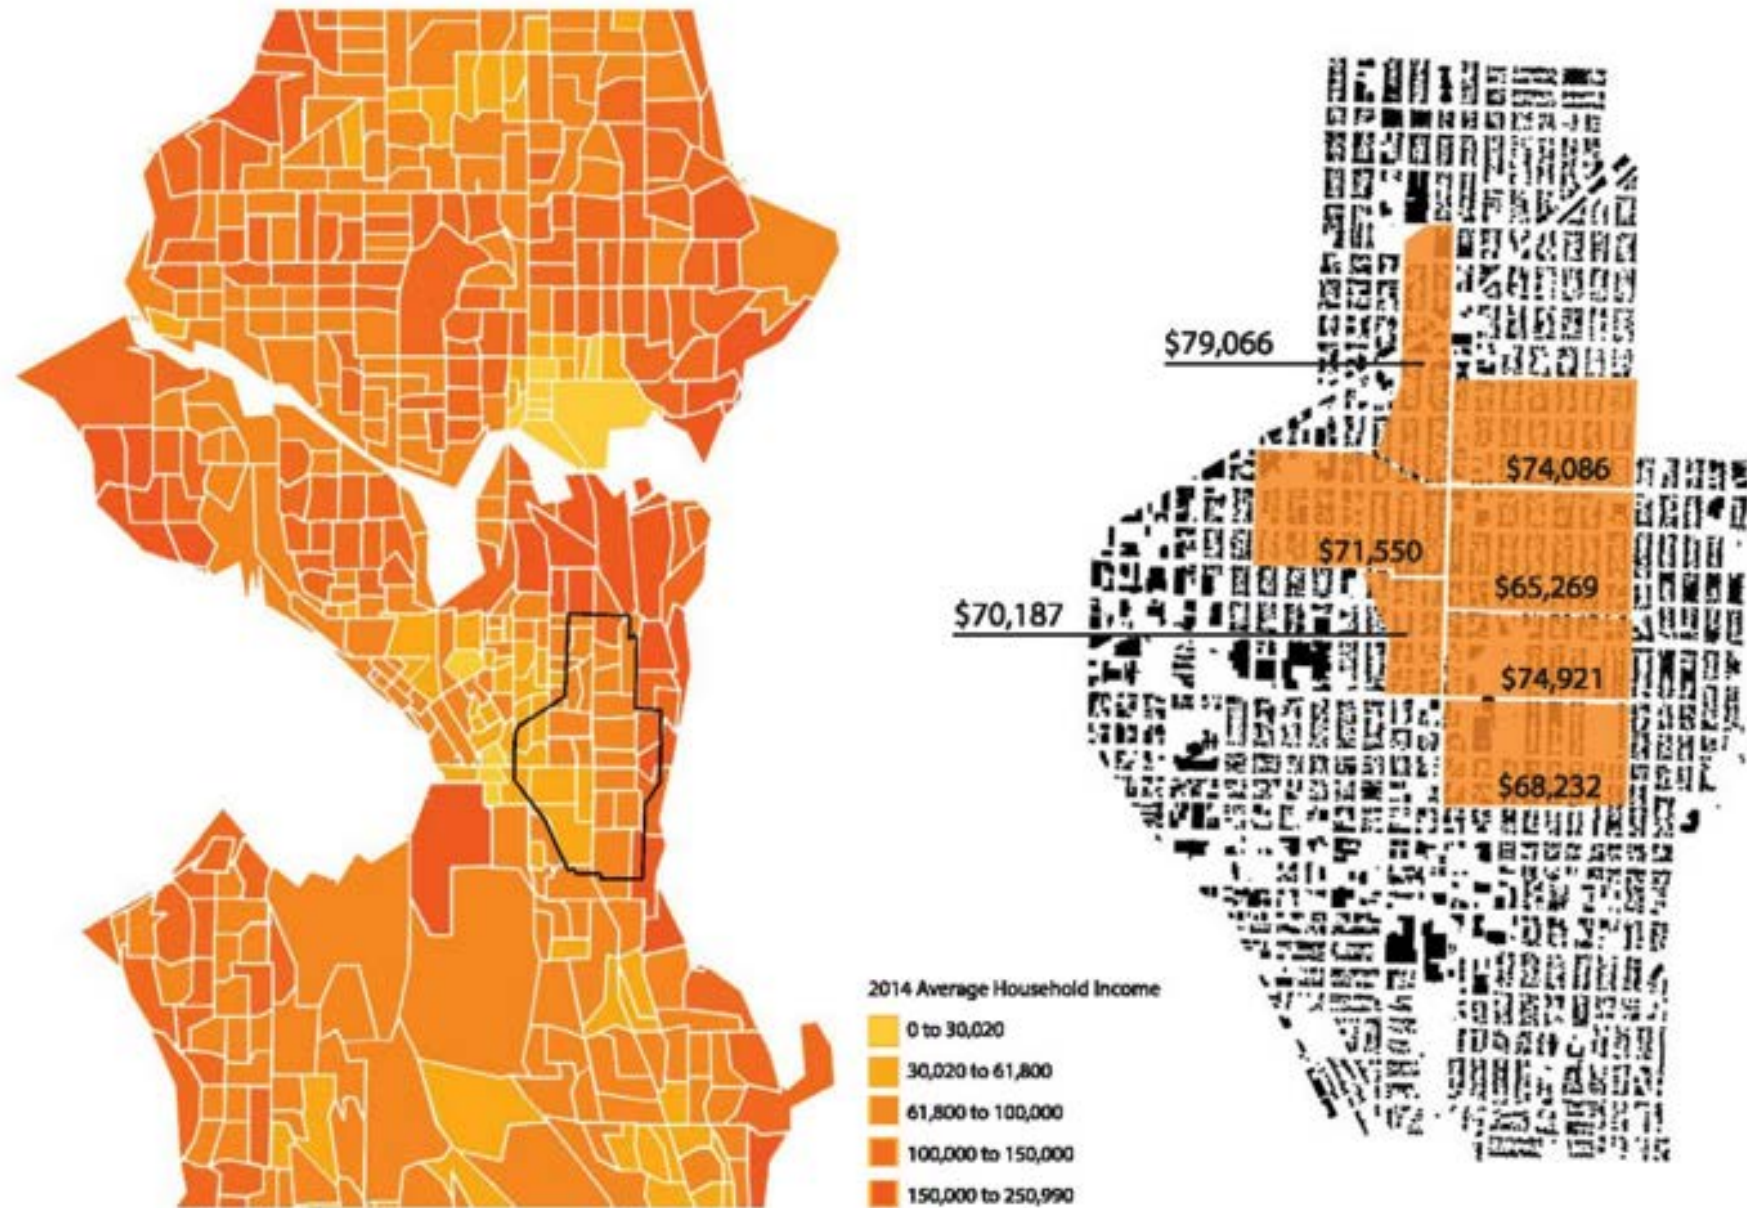 $79,066
$74,086
$71,550
$65,269
$70,187
$74,921
$68,232
2014 Average Household Income
0 to 30,020
30,020 to 61,800
61,800 to 100,000
100,000 to 150,000
150,000 to 250,990